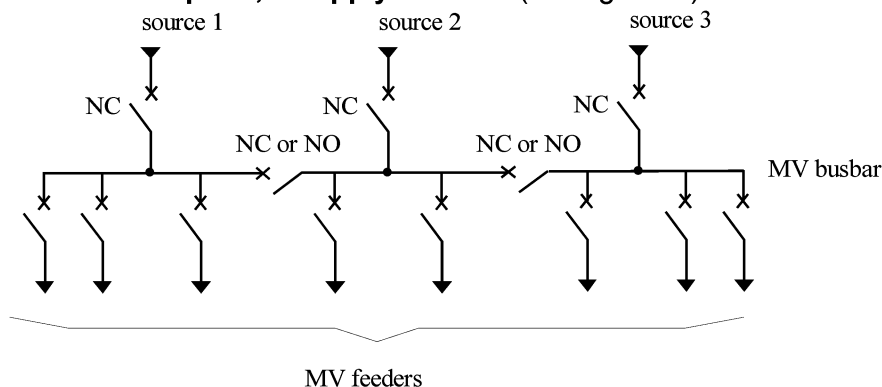 source 1
source 2
source 3
NC
NC
NC
NC or NO
NC or NO
MV busbar
MV feeders